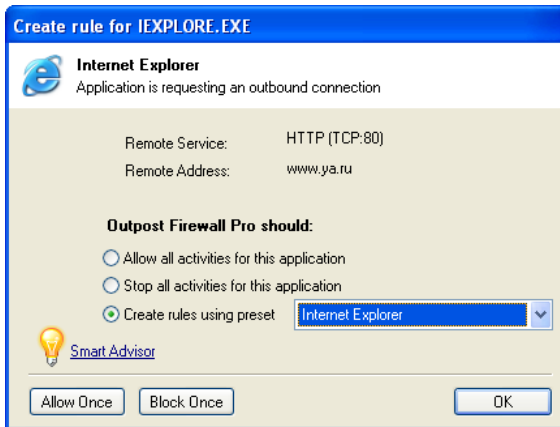 Create rule for IEXPLORE.EXE
Internet Explorer
Application is requesting an outbound connection
Remote Service: HTTP (TCP:80)
Remote Address: www.ya.ru
Outpost Firewall Pro should:
Allow all activities for this application
Stop all activities for this application
Create rules using preset Internet Explorer
Smart Advisor
Allow Once Block Once OK